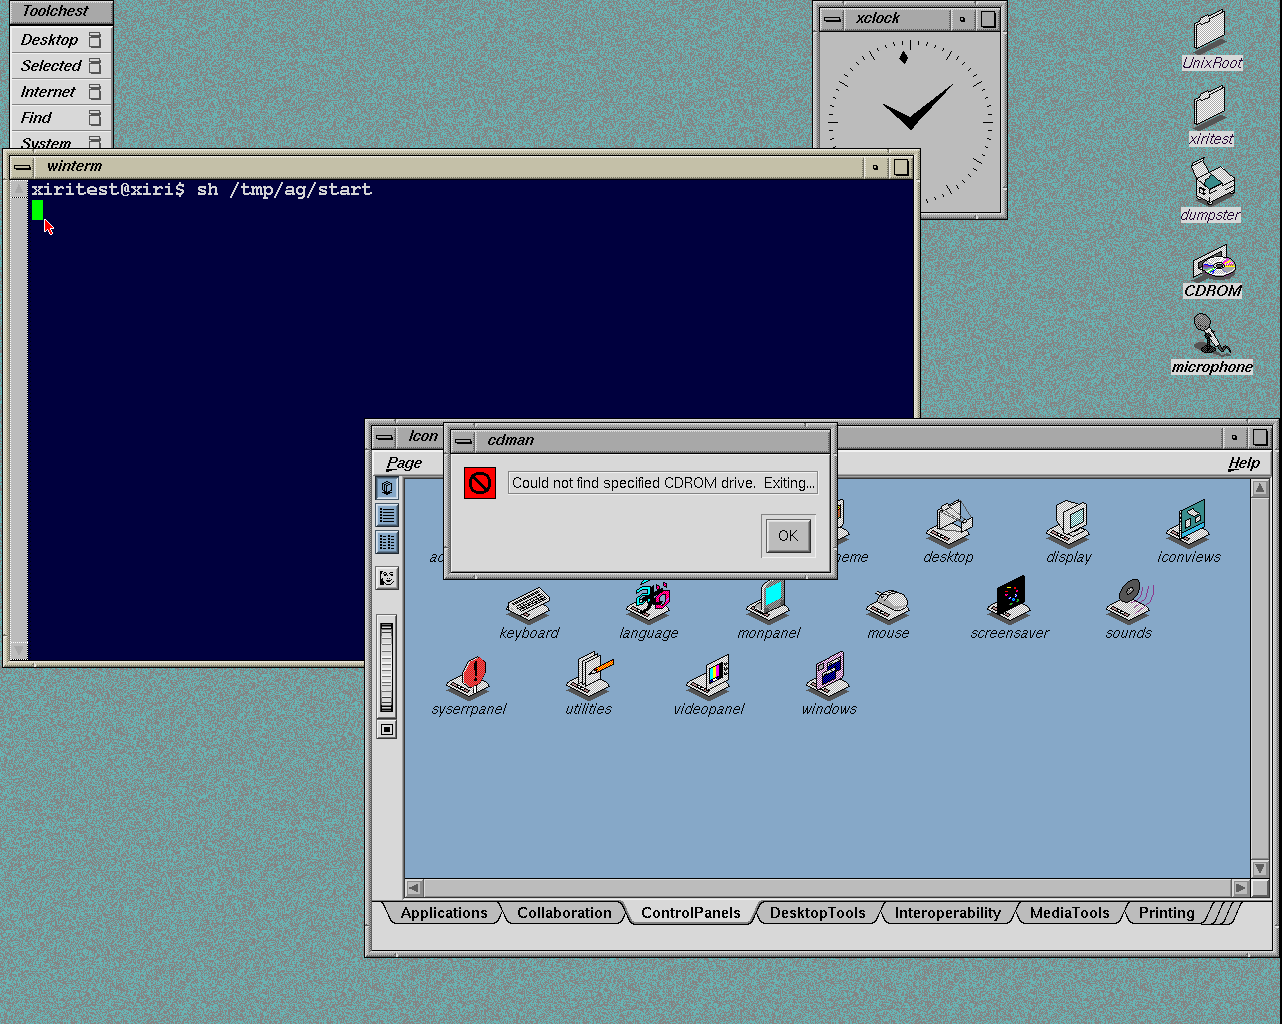 Toolchest
Desktop
Selected
Internet
Find
System
xclock
UnixRoot
xiritest
dumpster
CDROM
microphone
winterm
xiritest@xiri$ sh /tmp/ag/start
Icon
Page
Help
cdman
Could not find specified CDROM drive.  Exiting...
OK
desktop
display
iconviews
keyboard
language
monpanel
mouse
screensaver
sounds
syserrpanel
utilities
videopanel
windows
Applications
Collaboration
ControlPanels
DesktopTools
Interoperability
MediaTools
Printing